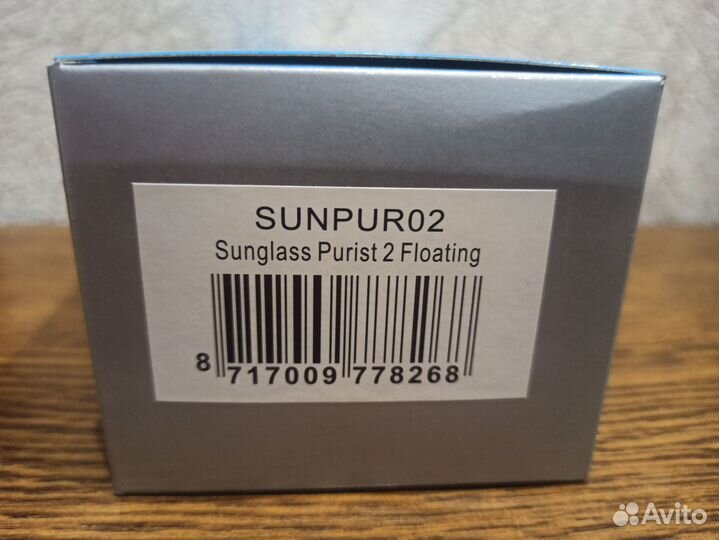 SUNPUR02
Sunglass Purist 2 Floating
8 717009 778268
Avito